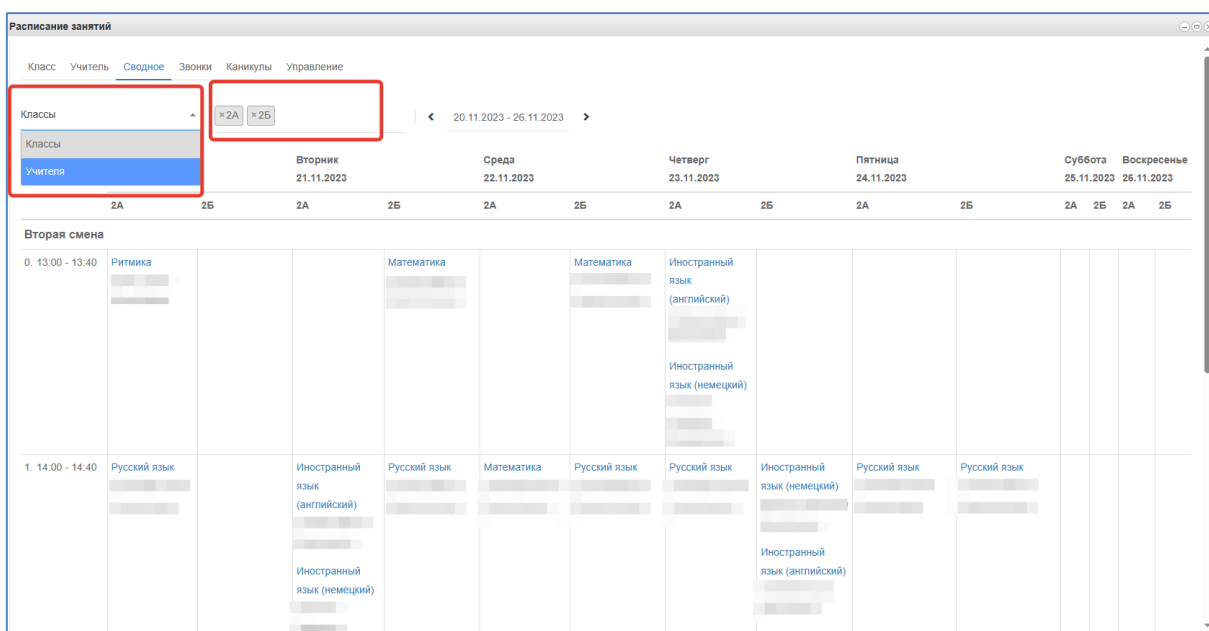 Расписание занятий
Класс Учитель Сводное Звонки Каникулы Управление
Классы
×2А ×2Б
20.11.2023 - 26.11.2023
Классы
Учителя
Вторник Среда Четверг Пятница Суббота Воскресенье
21.11.2023 22.11.2023 23.11.2023 24.11.2023 25.11.2023 26.11.2023
2А 2Б 2А 2Б 2А 2Б 2А 2Б 2А 2Б 2А 2Б 2А 2Б
Вторая смена
0. 13:00 - 13:40 Ритмика Математика Математика Иностранный
язык
(английский)
Иностранный
язык (немецкий)
1. 14:00 - 14:40 Русский язык Иностранный Русский язык Математика Русский язык Русский язык Иностранный Русский язык Русский язык
язык язык (немецкий)
(английский)
Иностранный
язык (английский)
Иностранный
язык (немецкий)